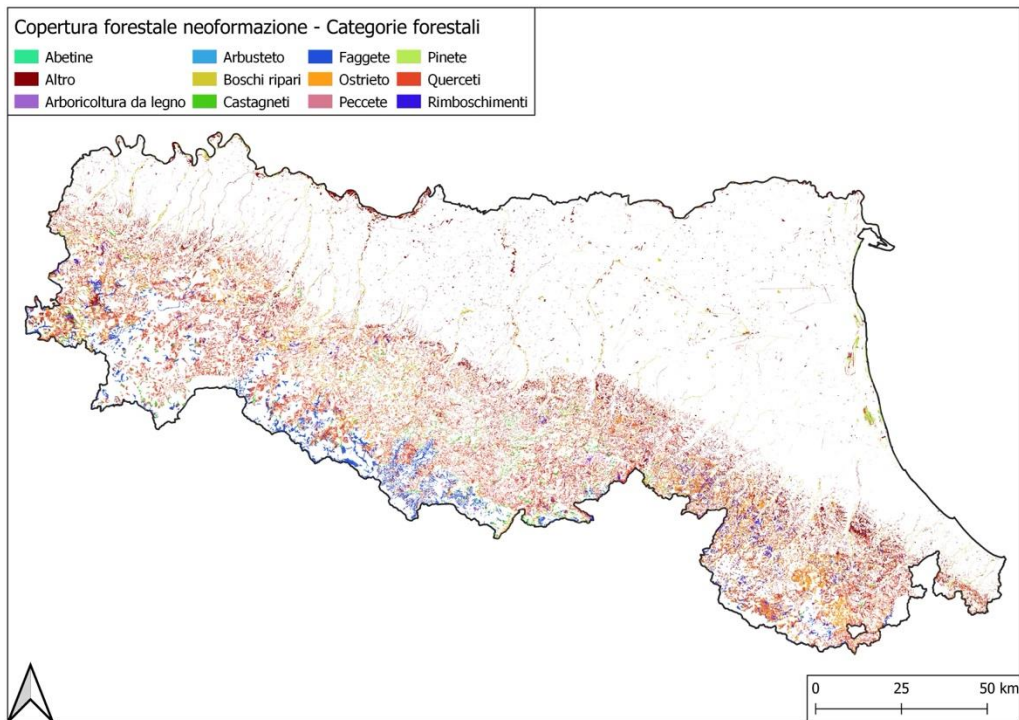 Copertura forestale neoformazione - Categorie forestali
Abetine Arbusteto Faggete Pinete
Altro Boschi ripari Ostrieto Querceti
Arboricoltura da legno Castagneti Peccete Rimboschimenti
0 25 50 km